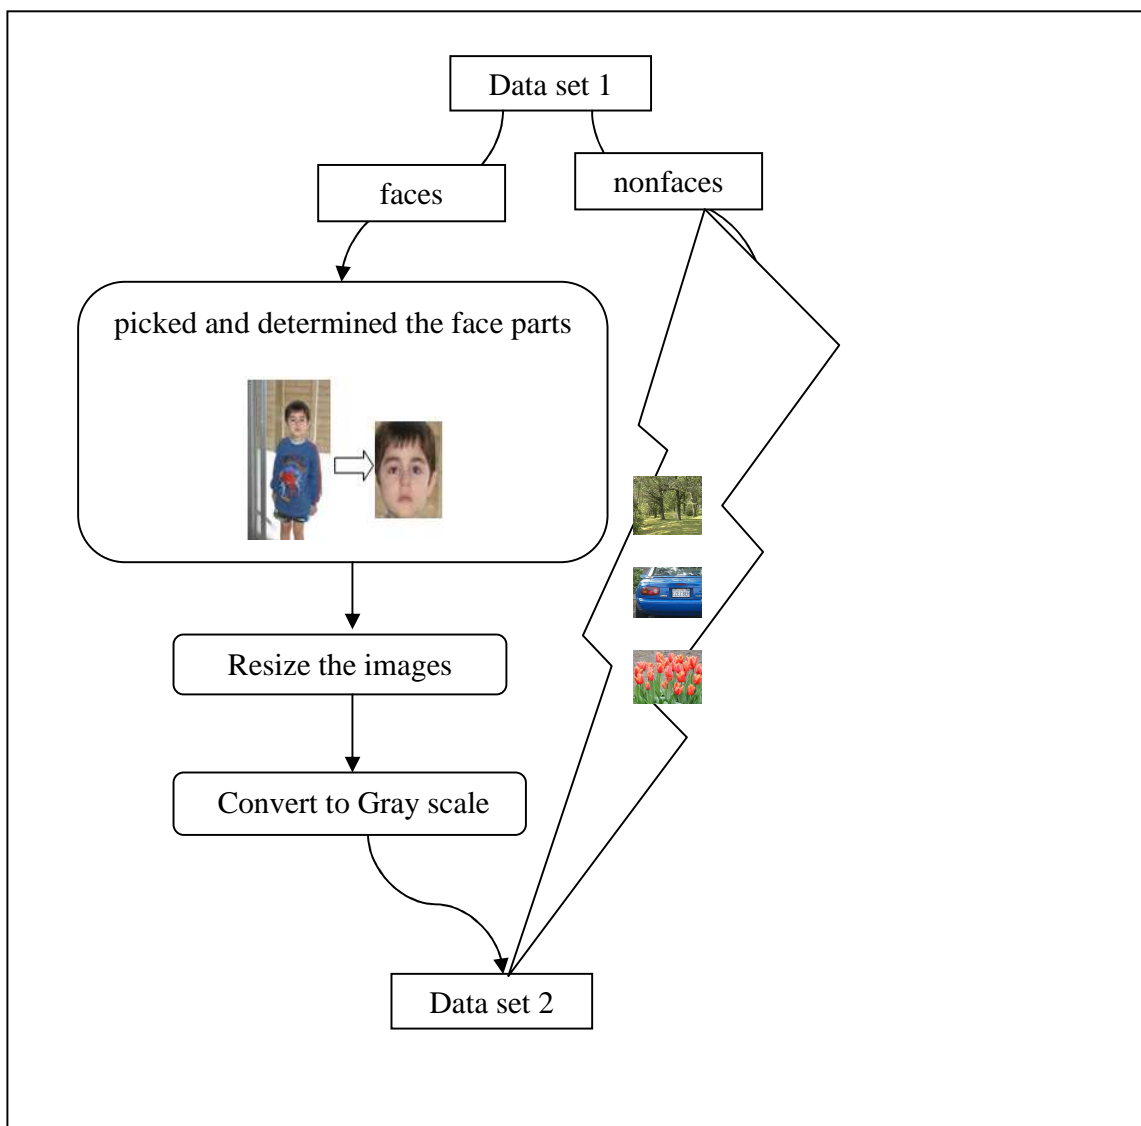 Data set 1
faces
nonfaces
picked and determined the face parts
Resize the images
Convert to Gray scale
Data set 2